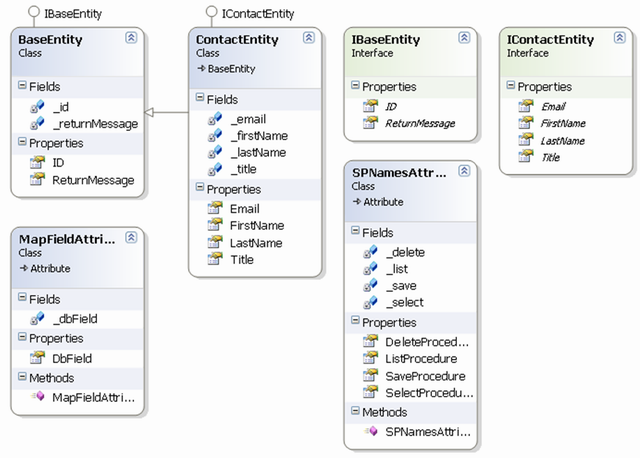 IBaseEntity
BaseEntity
Class
Fields
_id
_returnMessage
Properties
ID
ReturnMessage
IContactEntity
ContactEntity
Class
BaseEntity
Fields
_email
_firstName
_lastName
_title
Properties
Email
FirstName
LastName
Title
IBaseEntity
Interface
Properties
ID
ReturnMessage
IContactEntity
Interface
Properties
Email
FirstName
LastName
Title
MapFieldAttri...
Class
Attribute
Fields
_dbField
Properties
DbField
Methods
MapFieldAttri...
SPNamesAttr...
Class
Attribute
Fields
_delete
_list
_save
_select
Properties
DeleteProced...
ListProcedure
SaveProcedure
SelectProcedu...
Methods
SPNamesAttri...